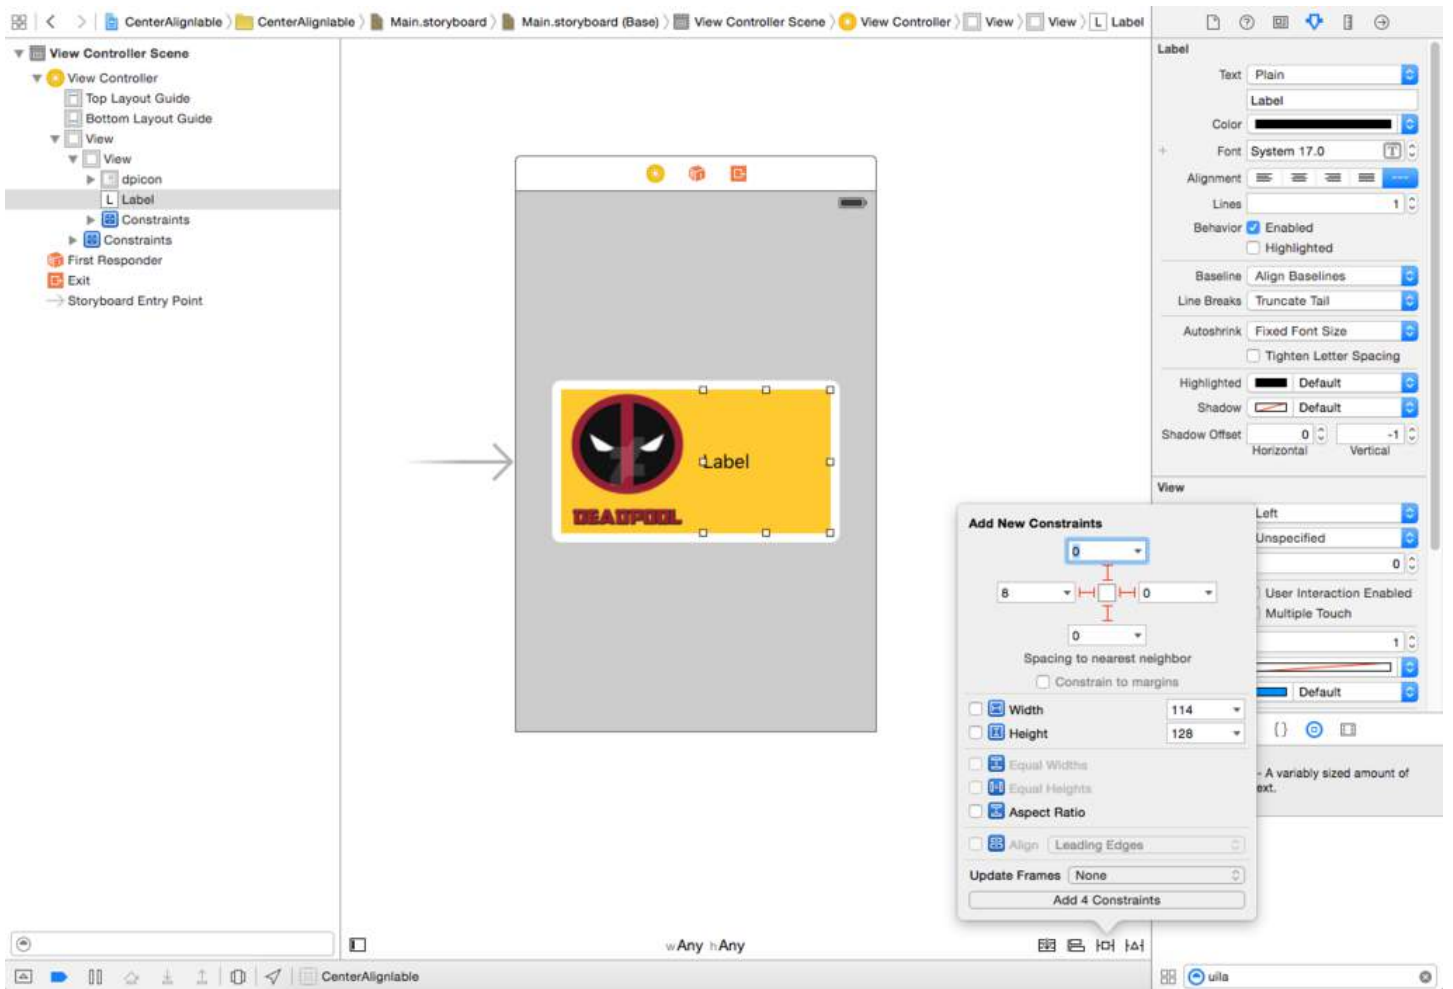 CenterAlignlable
CenterAlignlable
Main.storyboard
Main.storyboard (Base)
View Controller Scene
View Controller
View
View
L Label
View Controller Scene
View Controller
Top Layout Guide
Bottom Layout Guide
View
View
dpicon
L Label
Constraints
Constraints
First Responder
Exit
Storyboard Entry Point
Label
DEADPOOL
w Any h Any
Add New Constraints
0
8
0
0
Spacing to nearest neighbor
Constrain to margins
Width 114
Height 128
Equal Widths
Equal Heights
Aspect Ratio
Align Leading Edges
Update Frames None
Add 4 Constraints
Label
Text Plain
Label
Color
Font System 17.0 T
Alignment
Lines 1
Behavior Enabled
Highlighted
Baseline Align Baselines
Line Breaks Truncate Tail
Autoshrink Fixed Font Size
Tighten Letter Spacing
Highlighted Default
Shadow Default
Shadow Offset 0 -1
Horizontal Vertical
View
Left
Unspecified
0
User Interaction Enabled
Multiple Touch
1
Default
{}
- A variably sized amount of
ext.
CenterAlignlable
uila